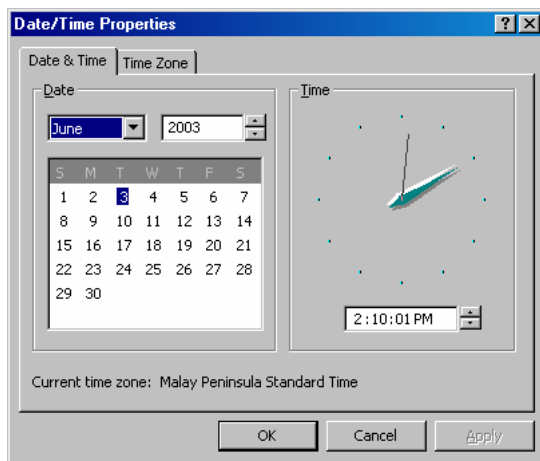 Date/Time Properties
Date & Time Time Zone
Date
June 2003
S M T W T F S
1 2 3 4 5 6 7
8 9 10 11 12 13 14
15 16 17 18 19 20 21
22 23 24 25 26 27 28
29 30
Time
2:10:01 PM
Current time zone: Malay Peninsula Standard Time
OK Cancel Apply